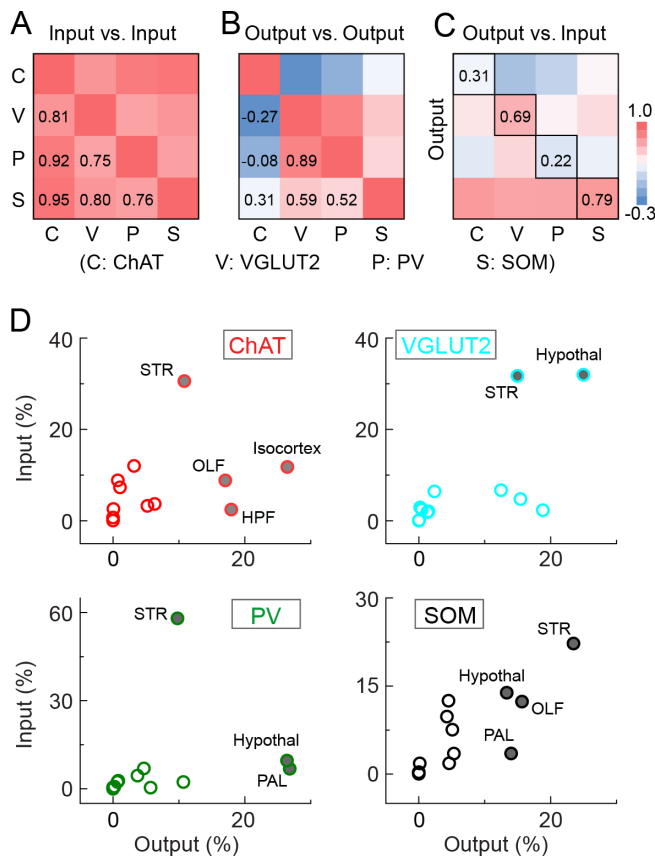 A Input vs. Input
B Output vs. Output
C Output vs. Input
C
V
0.81
P
0.92 0.75
S
0.95 0.80 0.76
C V P S
-0.27
-0.08 0.89
0.31 0.59 0.52
C V P S
Output
0.31
0.69
0.22
0.79
C V P S
1.0
-0.3
(C: ChAT V: VGLUT2 P: PV S: SOM)
D
ChAT
Input (%)
40
20
0
0 20
STR
Isocortex
OLF
HPF
VGLUT2
40
20
0
0 20
Hypothal
STR
PV
Input (%)
60
30
0
0 20
Output (%)
STR
Hypothal
PAL
SOM
30
15
0
0 20
Output (%)
STR
Hypothal
OLF
PAL